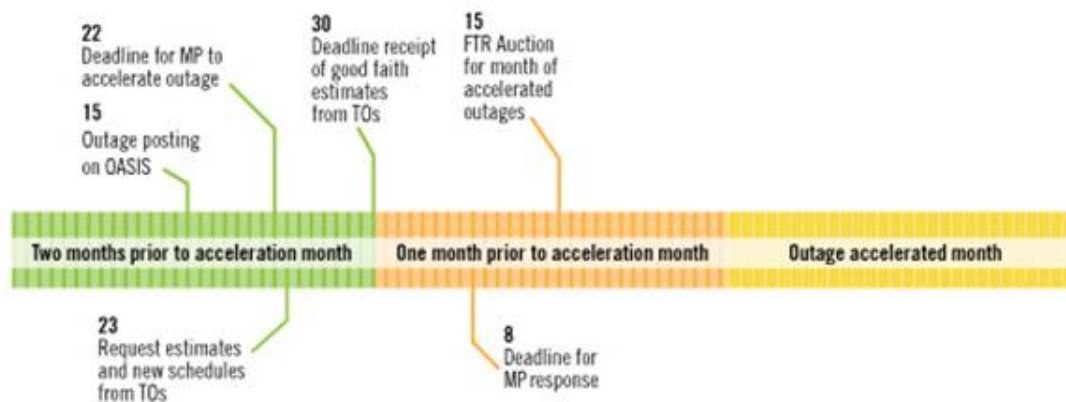 22
Deadline for MP to
accelerate outage
15
Outage posting
on OASIS
30
Deadline receipt
of good faith
estimates
from TOs
15
FTR Auction
for month of
accelerated
outages
Two months prior to acceleration month
One month prior to acceleration month
Outage accelerated month
23
Request estimates
and new schedules
from TOs
8
Deadline for
MP response